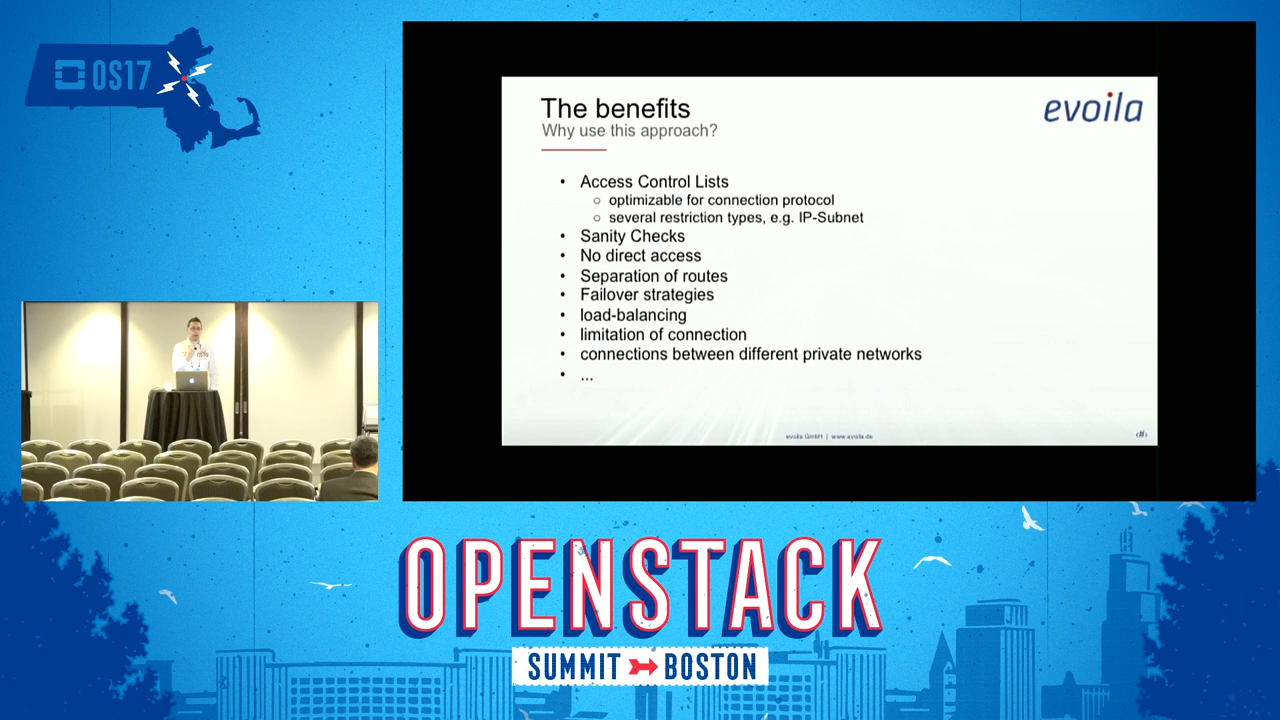 OS17
The benefits
Why use this approach?
evoila
• Access Control Lists
○ optimizable for connection protocol
○ several restriction types, e.g. IP-Subnet
• Sanity Checks
• No direct access
• Separation of routes
• Failover strategies
• load-balancing
• limitation of connection
• connections between different private networks
• ...
evoila GmbH | www.evoila.de
‹#›
OPENSTACK
SUMMIT BOSTON